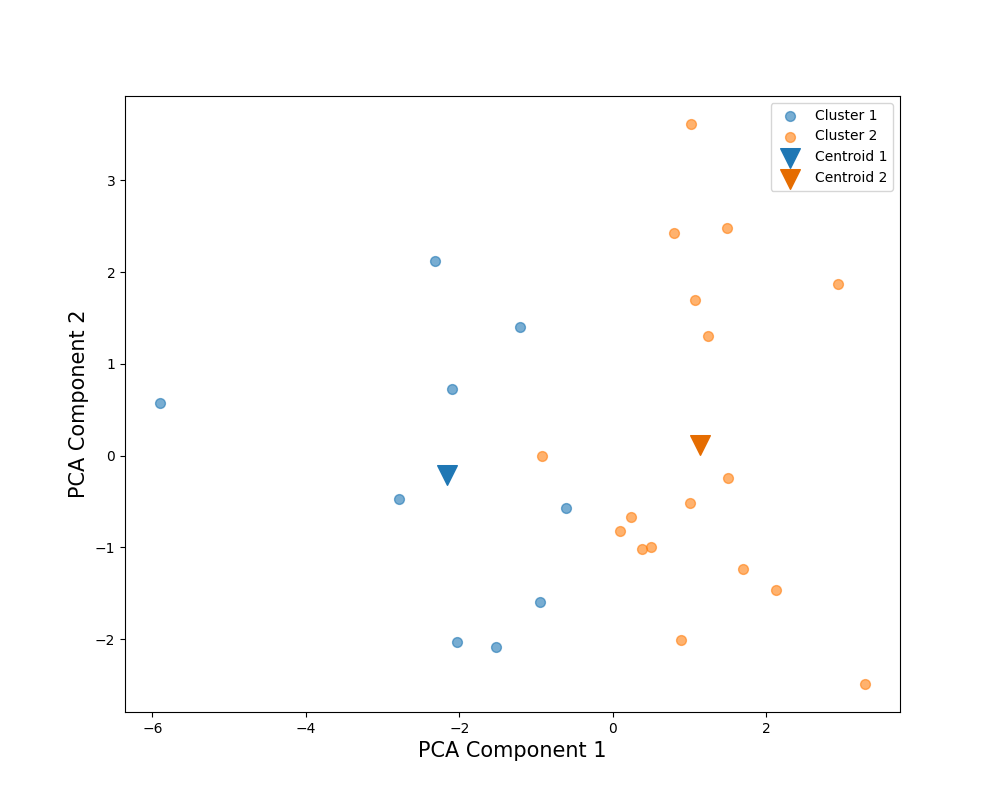 Cluster 1
Cluster 2
Centroid 1
Centroid 2
3
2
1
0
−1
−2
PCA Component 2
−6
−4
−2
0
2
PCA Component 1